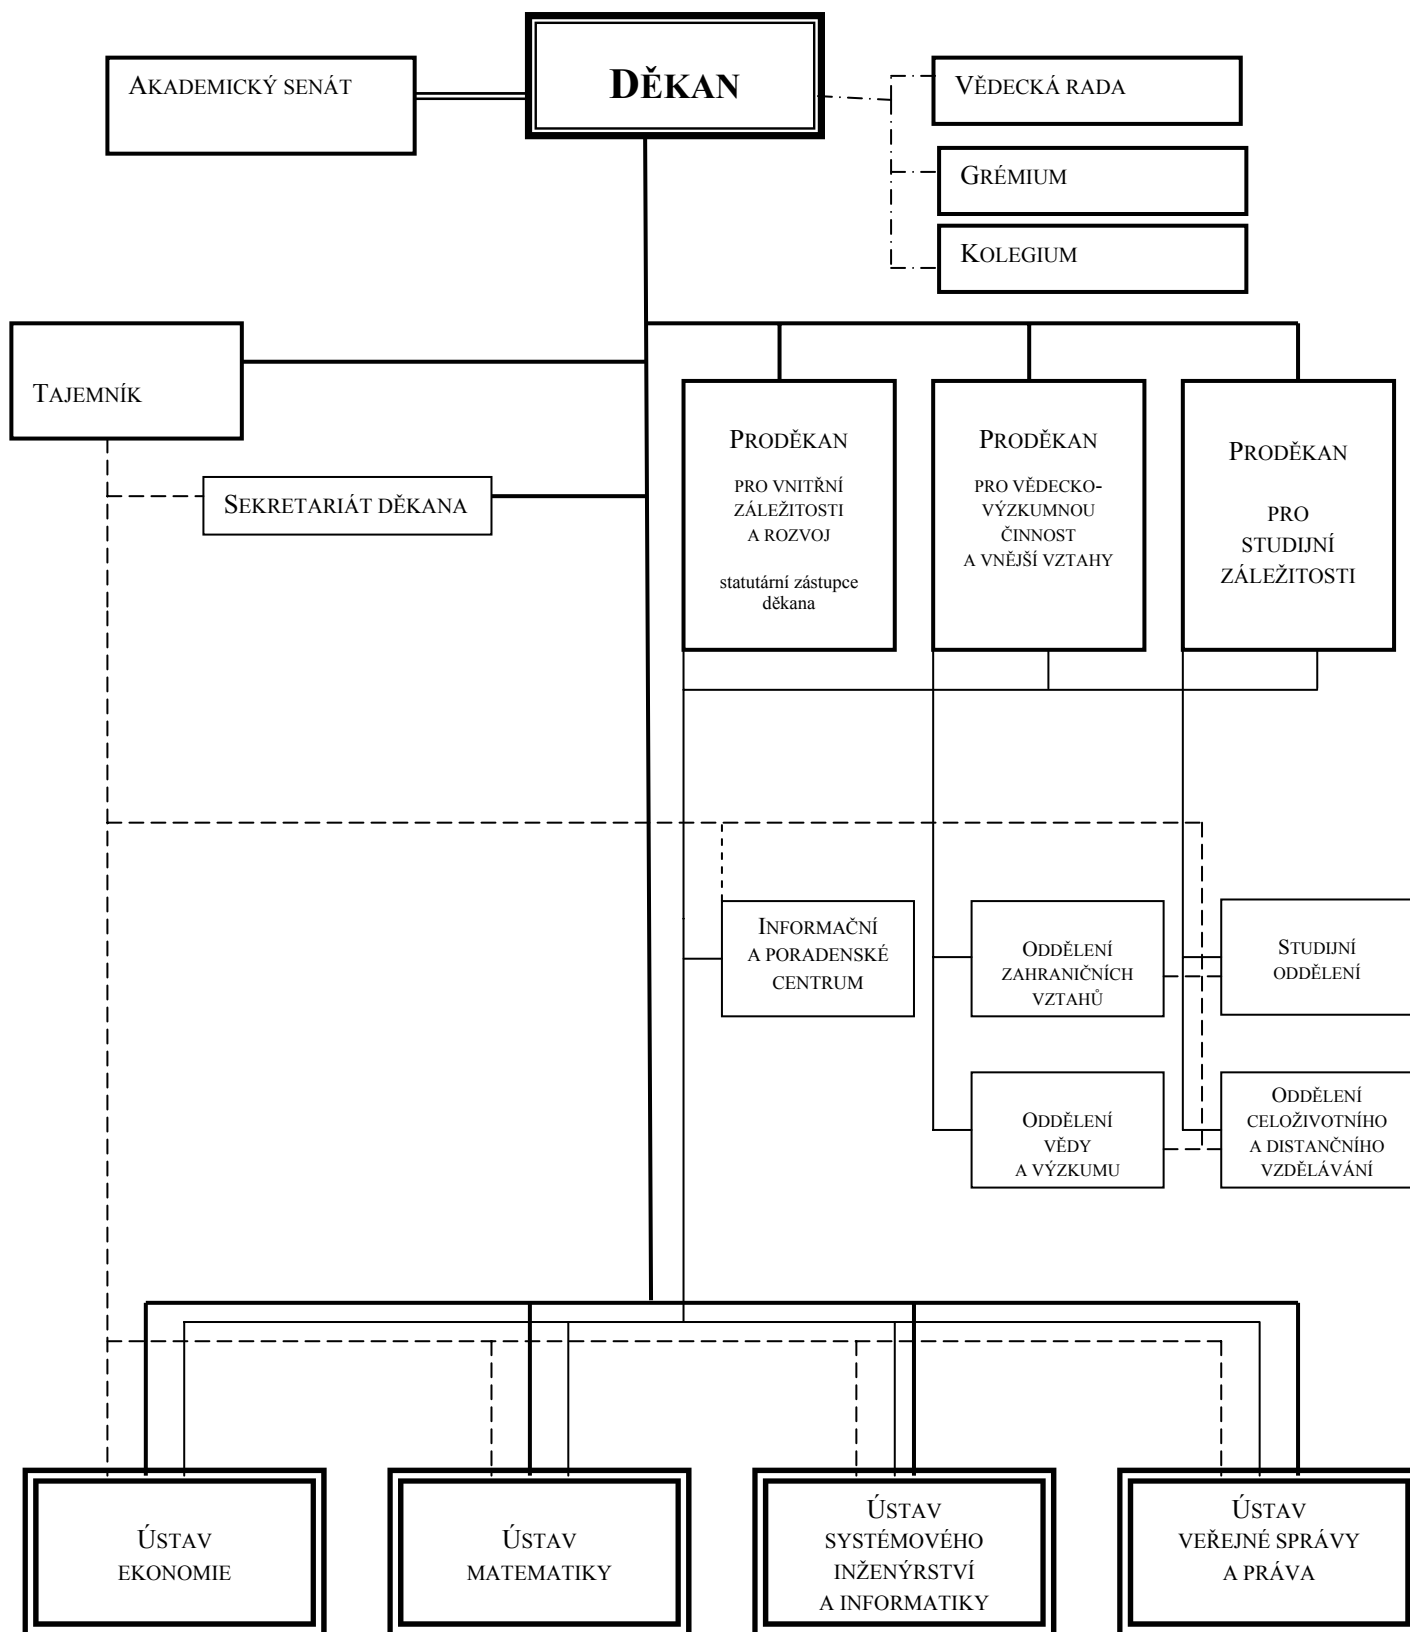 AKADEMICKÝ SENÁT
DĚKAN
VĚDECKÁ RADA
GRÉMIUM
KOLEGIUM
TAJEMNÍK
SEKRETARIÁT DĚKANA
PRODĚKAN
PRO VNITŘNÍ
ZÁLEŽITOSTI
A ROZVOJ
statutární zástupce
děkana
PRODĚKAN
PRO VĚDECKO-
VÝZKUMNOU
ČINNOST
A VNĚJŠÍ VZTAHY
PRODĚKAN
PRO
STUDIJNÍ
ZÁLEŽITOSTI
INFORMAČNÍ
A PORADENSKÉ
CENTRUM
ODDĚLENÍ
ZAHRANIČNÍCH
VZTAHŮ
STUDIJNÍ
ODDĚLENÍ
ODDĚLENÍ
VĚDY
A VÝZKUMU
ODDĚLENÍ
CELOŽIVOTNÍHO
A DISTANČNÍHO
VZDĚLÁVÁNÍ
ÚSTAV
EKONOMIE
ÚSTAV
MATEMATIKY
ÚSTAV
SYSTÉMOVÉHO
INŽENÝRSTVÍ
A INFORMATIKY
ÚSTAV
VEŘEJNÉ SPRÁVY
A PRÁVA